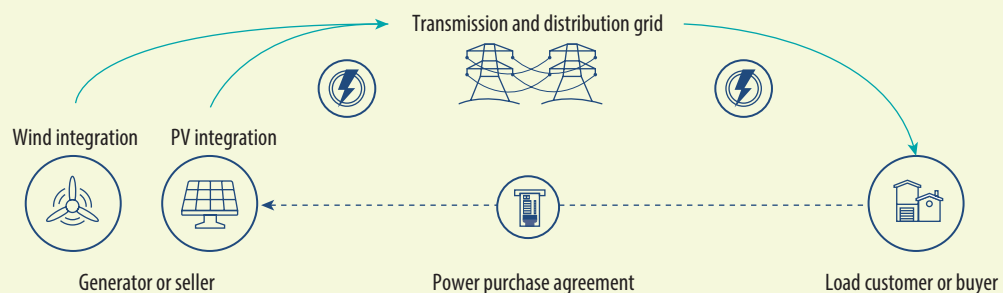 Transmission and distribution grid
Wind integration
PV integration
Generator or seller
Power purchase agreement
Load customer or buyer